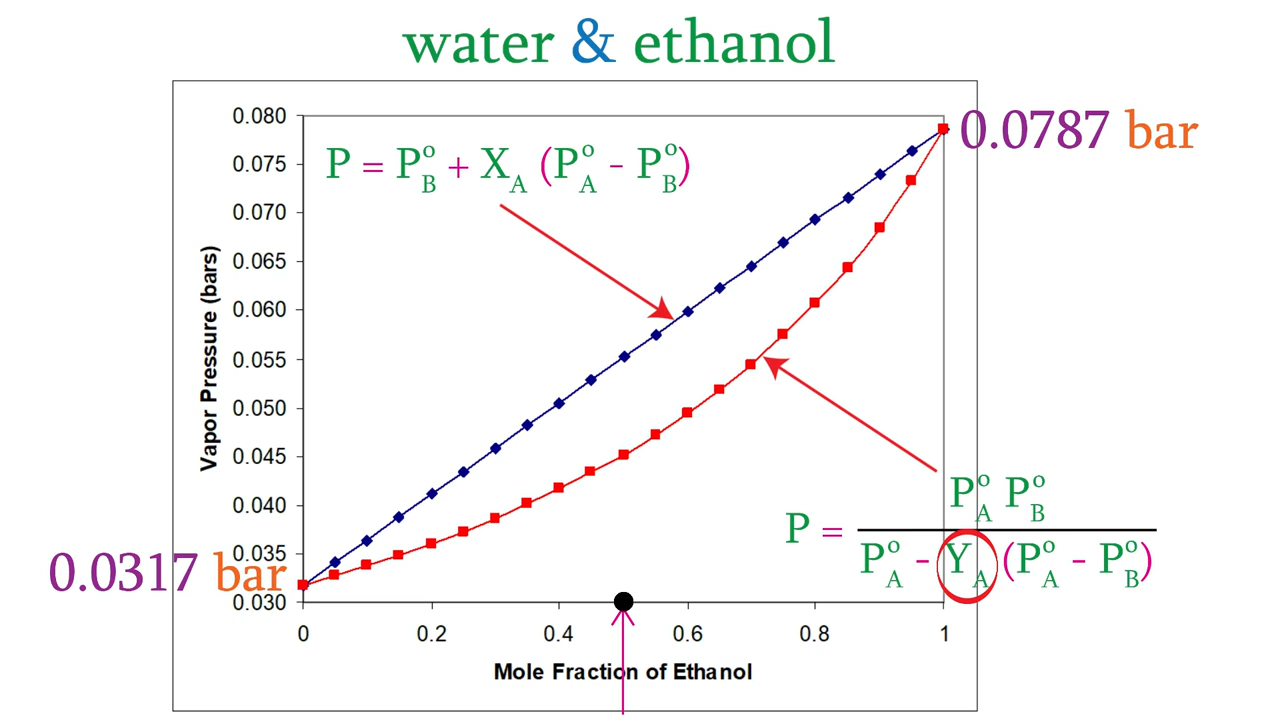 water & ethanol
0.080
0.0787 bar
P = P°B + XA (P°A - P°B)
0.075
0.070
0.065
0.060
0.055
0.050
0.045
0.040
0.035
0.030
Vapor Pressure (bars)
P = P°A P°B / P°A - YA (P°A - P°B)
0.0317 bar
0 0.2 0.4 0.6 0.8 1
Mole Fraction of Ethanol